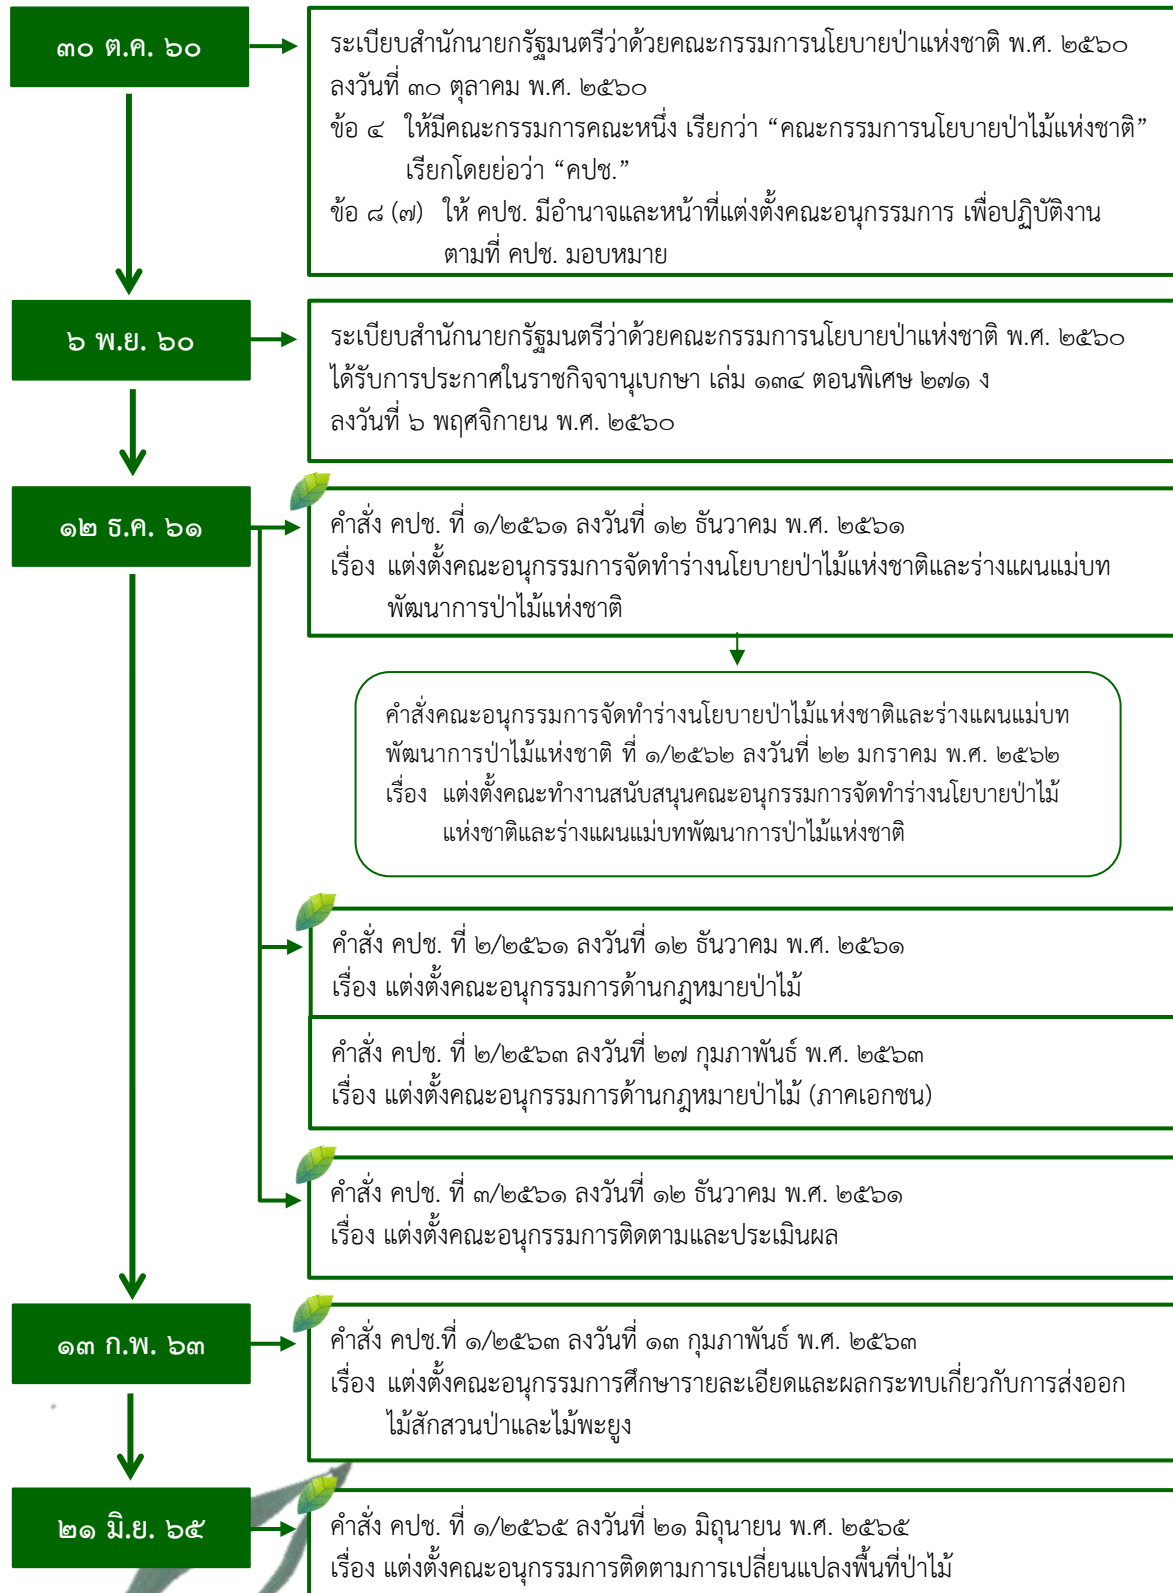 ๓๐ ต.ค. ๖๐
ระเบียบสำนักนายกรัฐมนตรีว่าด้วยคณะกรรมการนโยบายป่าแห่งชาติ พ.ศ. ๒๕๖๐
ลงวันที่ ๓๐ ตุลาคม พ.ศ. ๒๕๖๐
ข้อ ๔ ให้มีคณะกรรมการคณะหนึ่ง เรียกว่า “คณะกรรมการนโยบายป่าไม้แห่งชาติ”
เรียกโดยย่อว่า “คปช.”
ข้อ ๘ (๗) ให้ คปช. มีอำนาจและหน้าที่แต่งตั้งคณะอนุกรรมการ เพื่อปฏิบัติงาน
ตามที่ คปช. มอบหมาย
๖ พ.ย. ๖๐
ระเบียบสำนักนายกรัฐมนตรีว่าด้วยคณะกรรมการนโยบายป่าแห่งชาติ พ.ศ. ๒๕๖๐
ได้รับการประกาศในราชกิจจานุเบกษา เล่ม ๑๓๔ ตอนพิเศษ ๒๗๑ ง
ลงวันที่ ๖ พฤศจิกายน พ.ศ. ๒๕๖๐
๑๒ ธ.ค. ๖๑
คำสั่ง คปช. ที่ ๑/๒๕๖๑ ลงวันที่ ๑๒ ธันวาคม พ.ศ. ๒๕๖๑
เรื่อง แต่งตั้งคณะอนุกรรมการจัดทำร่างนโยบายป่าไม้แห่งชาติและร่างแผนแม่บท
พัฒนาการป่าไม้แห่งชาติ
คำสั่งคณะอนุกรรมการจัดทำร่างนโยบายป่าไม้แห่งชาติและร่างแผนแม่บท
พัฒนาการป่าไม้แห่งชาติ ที่ ๑/๒๕๖๒ ลงวันที่ ๒๒ มกราคม พ.ศ. ๒๕๖๒
เรื่อง แต่งตั้งคณะทำงานสนับสนุนคณะอนุกรรมการจัดทำร่างนโยบายป่าไม้
แห่งชาติและร่างแผนแม่บทพัฒนาการป่าไม้แห่งชาติ
คำสั่ง คปช. ที่ ๒/๒๕๖๑ ลงวันที่ ๑๒ ธันวาคม พ.ศ. ๒๕๖๑
เรื่อง แต่งตั้งคณะอนุกรรมการด้านกฎหมายป่าไม้
คำสั่ง คปช. ที่ ๒/๒๕๖๓ ลงวันที่ ๒๗ กุมภาพันธ์ พ.ศ. ๒๕๖๓
เรื่อง แต่งตั้งคณะอนุกรรมการด้านกฎหมายป่าไม้ (ภาคเอกชน)
คำสั่ง คปช. ที่ ๓/๒๕๖๑ ลงวันที่ ๑๒ ธันวาคม พ.ศ. ๒๕๖๑
เรื่อง แต่งตั้งคณะอนุกรรมการติดตามและประเมินผล
๑๓ ก.พ. ๖๓
คำสั่ง คปช.ที่ ๑/๒๕๖๓ ลงวันที่ ๑๓ กุมภาพันธ์ พ.ศ. ๒๕๖๓
เรื่อง แต่งตั้งคณะอนุกรรมการศึกษารายละเอียดและผลกระทบเกี่ยวกับการส่งออก
ไม้สักสวนป่าและไม้พะยูง
๒๑ มิ.ย. ๖๕
คำสั่ง คปช. ที่ ๑/๒๕๖๕ ลงวันที่ ๒๑ มิถุนายน พ.ศ. ๒๕๖๕
เรื่อง แต่งตั้งคณะอนุกรรมการติดตามการเปลี่ยนแปลงพื้นที่ป่าไม้